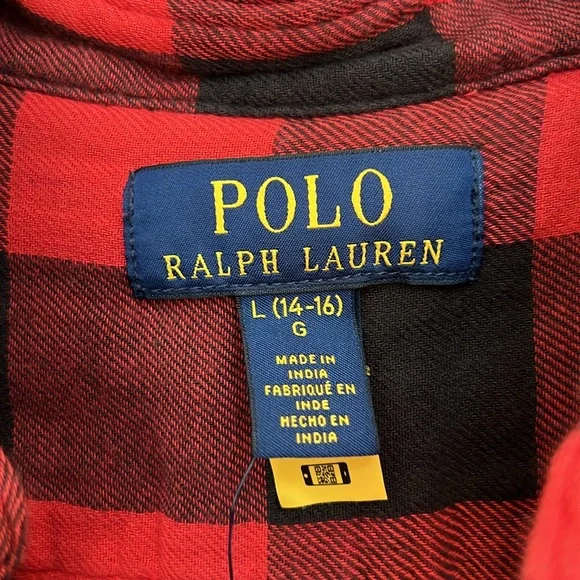 POLO
RALPH LAUREN
L (14-16)
G
MADE IN
INDIA
FABRIQUÉ EN
INDE
HECHO EN
INDIA